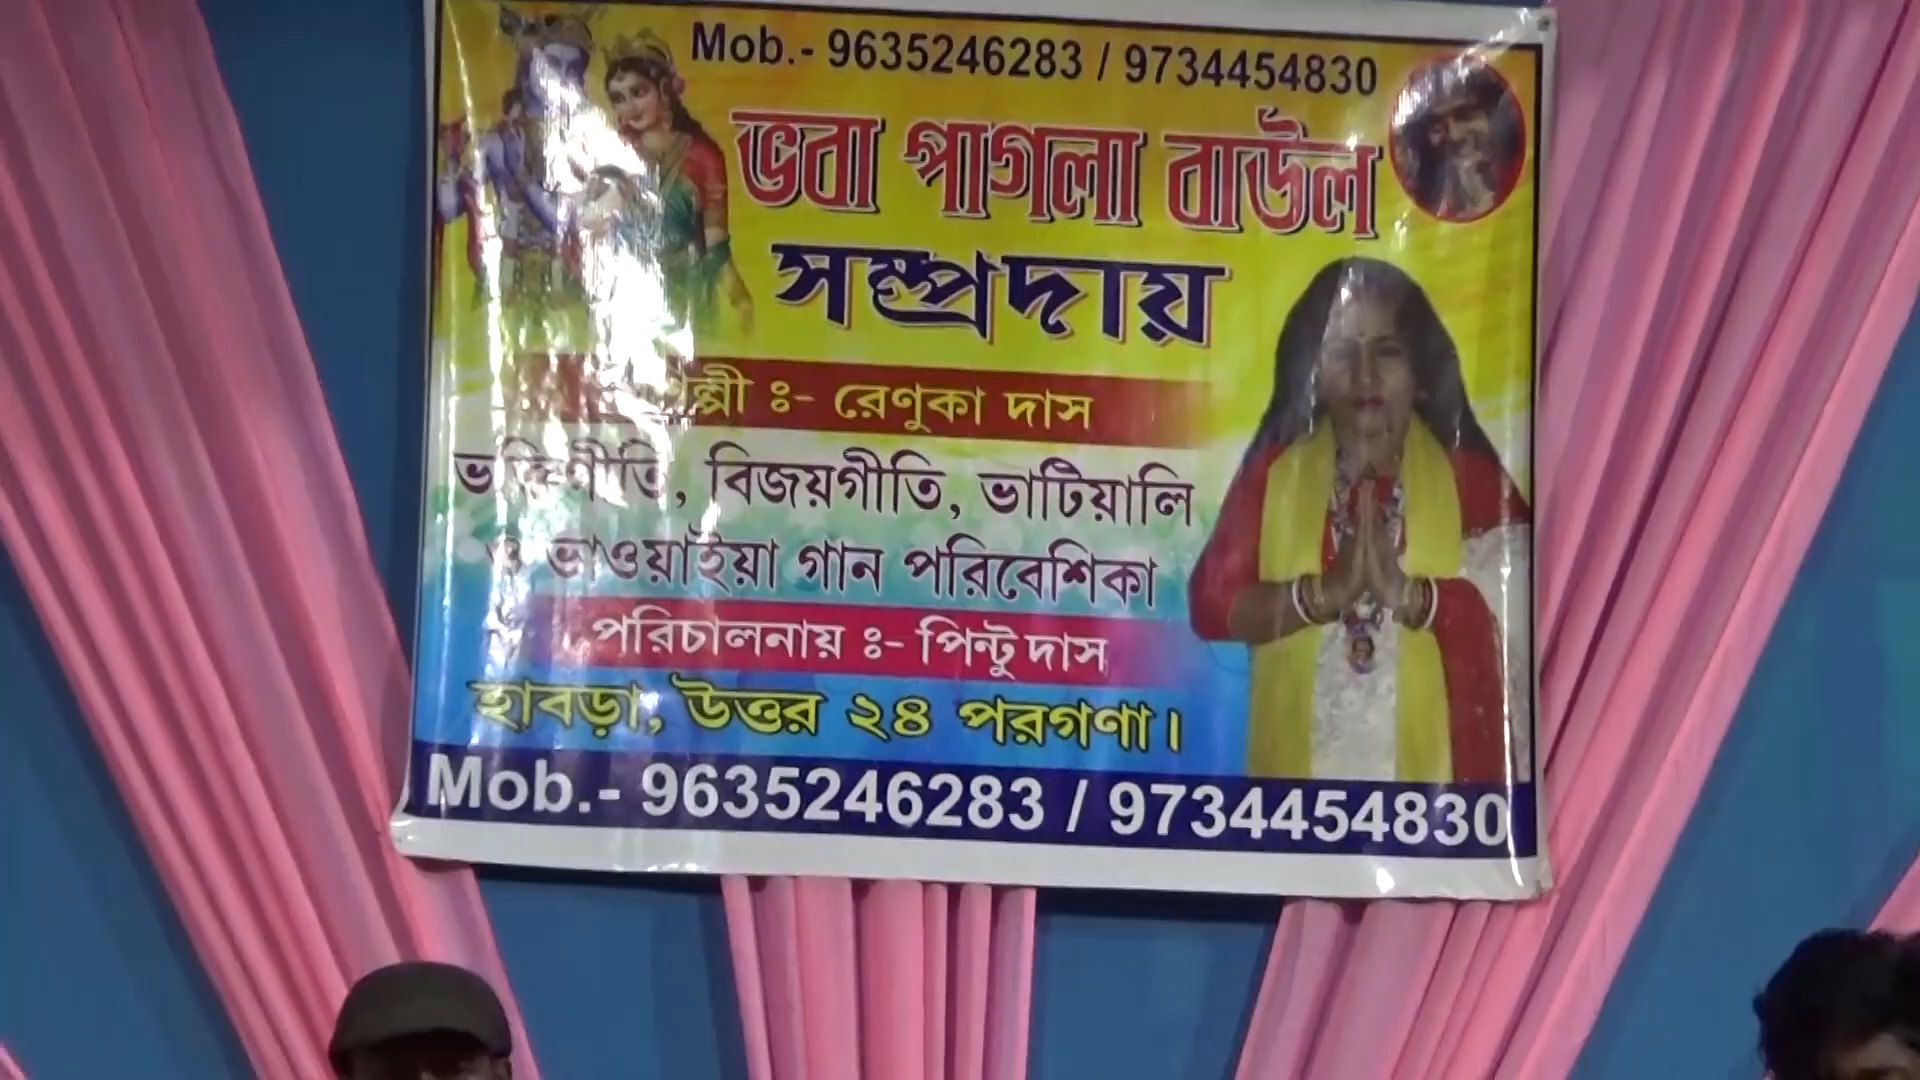 Mob.- 9635246283 / 9734454830
ভবা পাগলা বাউল
সম্প্রদায়
ঃ- রেণুকা দাস
বিজয়গীতি, ভাটিয়ালি
ও ভাওয়াইয়া গান পরিবেশিকা
পরিচালনায় ঃ- পিন্টু দাস
হাবড়া, উত্তর ২৪ পরগণা।
Mob.- 9635246283 / 9734454830